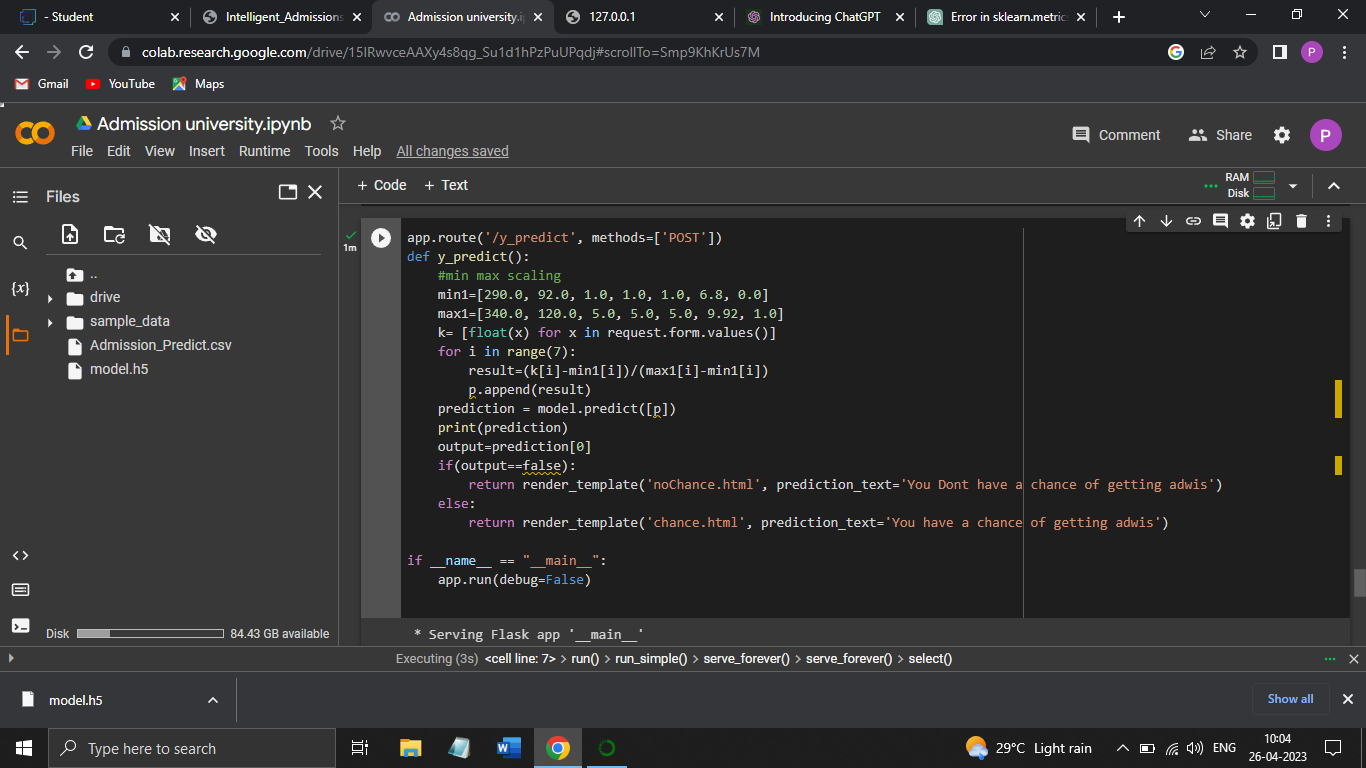 - Student
Intelligent_Admissions
Admission university.i
127.0.0.1
Introducing ChatGPT
Error in sklearn.metric
colab.research.google.com/drive/15IRwvceAAXy4s8qg_Su1d1hPzPuUPqdj#scrollTo=Smp9KhKrUs7M
P
Gmail
YouTube
Maps
Admission university.ipynb
File Edit View Insert Runtime Tools Help All changes saved
Comment
Share
P
Files
+ Code + Text
RAM
Disk
..
drive
sample_data
Admission_Predict.csv
model.h5
{x}
1m
app.route('/y_predict', methods=['POST'])
def y_predict():
#min max scaling
min1=[290.0, 92.0, 1.0, 1.0, 1.0, 6.8, 0.0]
max1=[340.0, 120.0, 5.0, 5.0, 5.0, 9.92, 1.0]
k= [float(x) for x in request.form.values()]
for i in range(7):
result=(k[i]-min1[i])/(max1[i]-min1[i])
p.append(result)
prediction = model.predict([p])
print(prediction)
output=prediction[0]
if(output==false):
return render_template('noChance.html', prediction_text='You Dont have a chance of getting adwis')
else:
return render_template('chance.html', prediction_text='You have a chance of getting adwis')
if __name__ == "__main__":
app.run(debug=False)
Disk 84.43 GB available
* Serving Flask app '__main__'
Executing (3s) <cell line: 7> > run() > run_simple() > serve_forever() > serve_forever() > select()
model.h5
Show all
Type here to search
29°C Light rain
ENG
10:04
26-04-2023